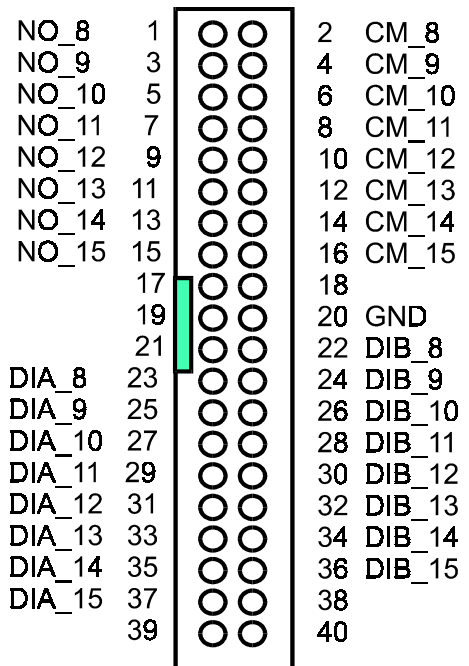 NO_8 1 2 CM_8
NO_9 3 4 CM_9
NO_10 5 6 CM_10
NO_11 7 8 CM_11
NO_12 9 10 CM_12
NO_13 11 12 CM_13
NO_14 13 14 CM_14
NO_15 15 16 CM_15
17 18
19 20 GND
21 22 DIB_8
DIA_8 23 24 DIB_9
DIA_9 25 26 DIB_10
DIA_10 27 28 DIB_11
DIA_11 29 30 DIB_12
DIA_12 31 32 DIB_13
DIA_13 33 34 DIB_14
DIA_14 35 36 DIB_15
DIA_15 37 38
39 40